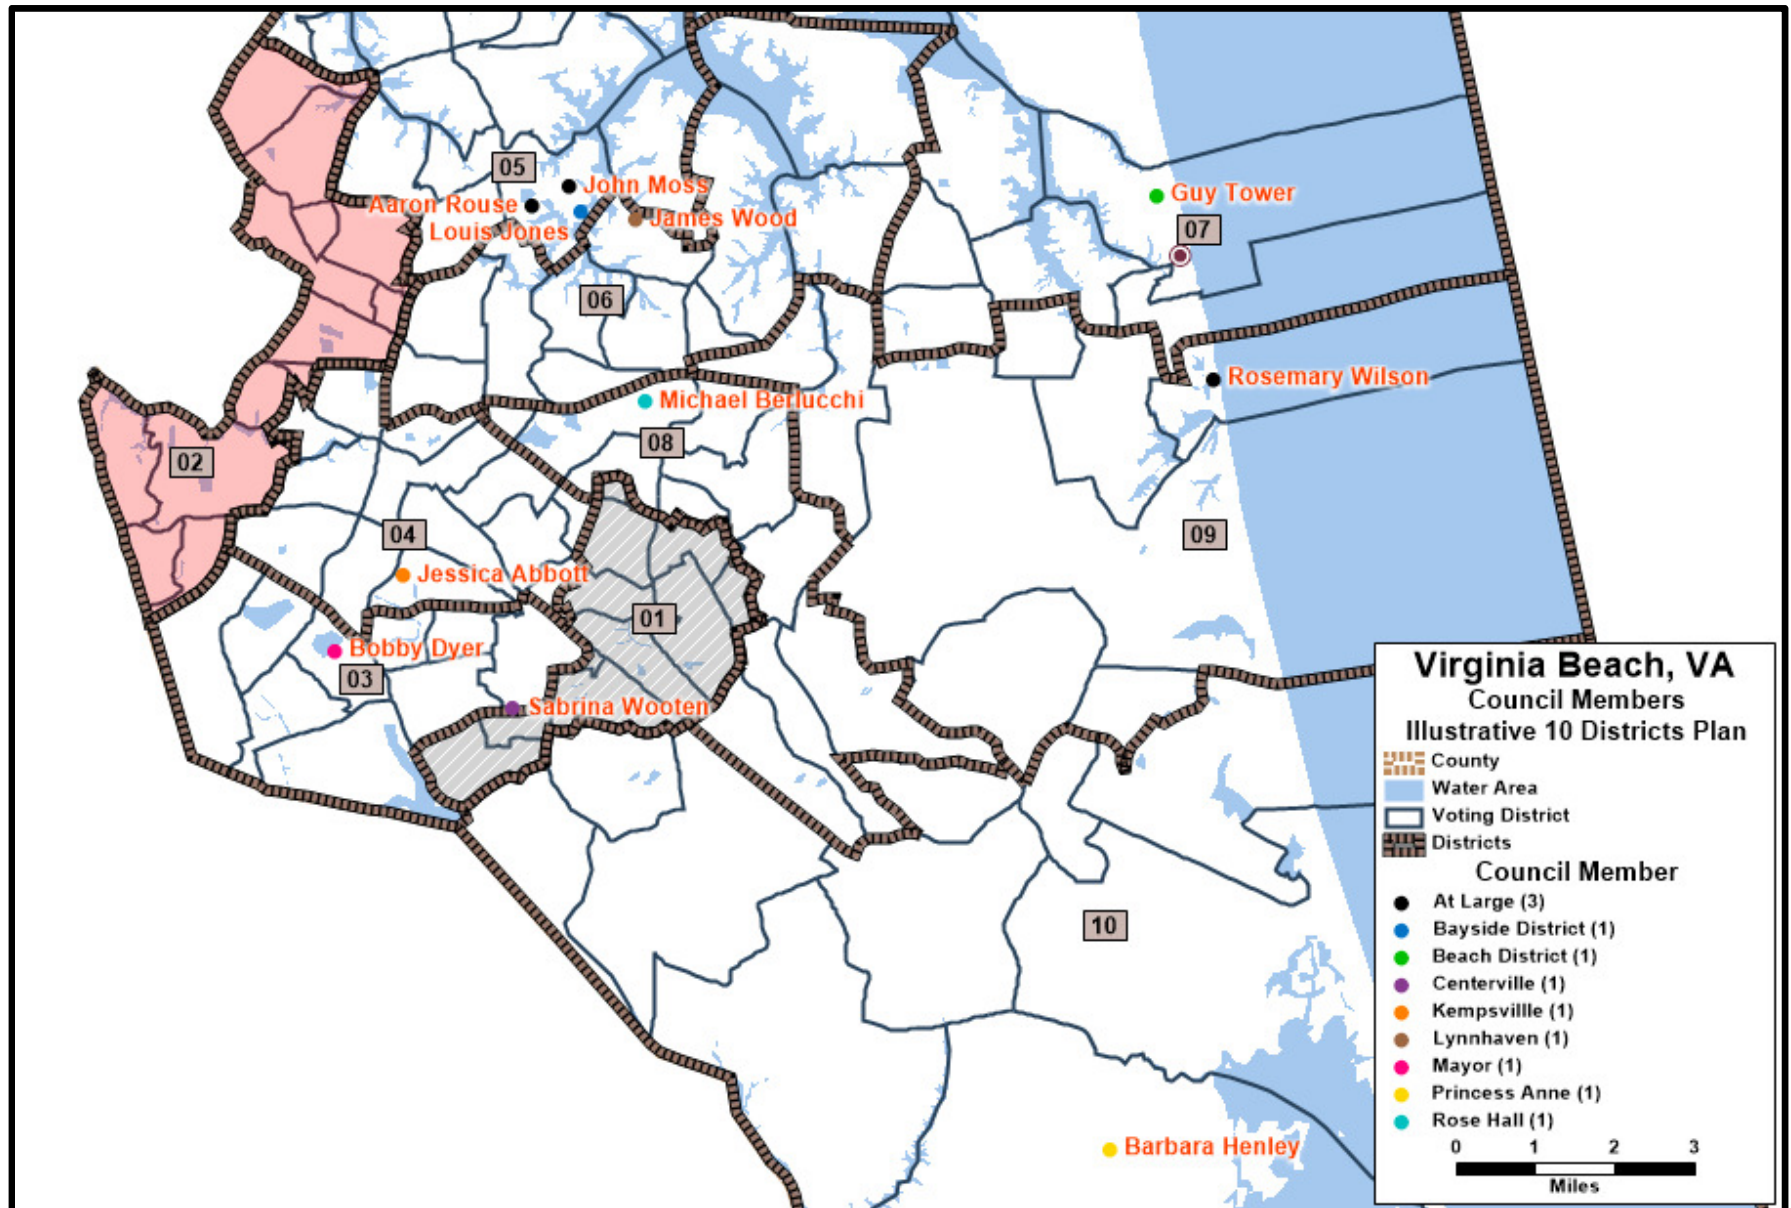 05
John Moss
Aaron Rouse
James Wood
Louis Jones
Guy Tower
07
06
Rosemary Wilson
Michael Berlucchi
08
02
04
09
Jessica Abbott
01
Bobby Dyer
03
Sabrina Wooten
10
Barbara Henley
Virginia Beach, VA
Council Members
Illustrative 10 Districts Plan
County
Water Area
Voting District
Districts
Council Member
At Large (3)
Bayside District (1)
Beach District (1)
Centerville (1)
Kempsvillle (1)
Lynnhaven (1)
Mayor (1)
Princess Anne (1)
Rose Hall (1)
0 1 2 3
Miles